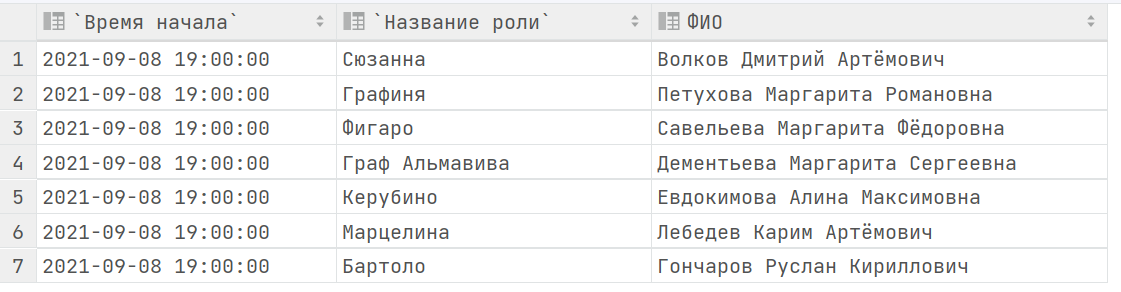 `Время начала` `Название роли` ФИО
1 2021-09-08 19:00:00 Сюзанна Волков Дмитрий Артёмович
2 2021-09-08 19:00:00 Графиня Петухова Маргарита Романовна
3 2021-09-08 19:00:00 Фигаро Савельева Маргарита Фёдоровна
4 2021-09-08 19:00:00 Граф Альмавива Дементьева Маргарита Сергеевна
5 2021-09-08 19:00:00 Керубино Евдокимова Алина Максимовна
6 2021-09-08 19:00:00 Марцелина Лебедев Карим Артёмович
7 2021-09-08 19:00:00 Бартоло Гончаров Руслан Кириллович